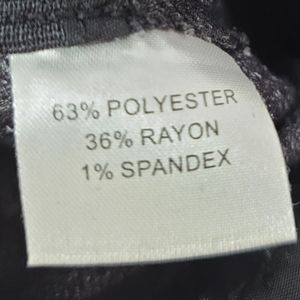 63% POLYESTER
36% RAYON
1% SPANDEX